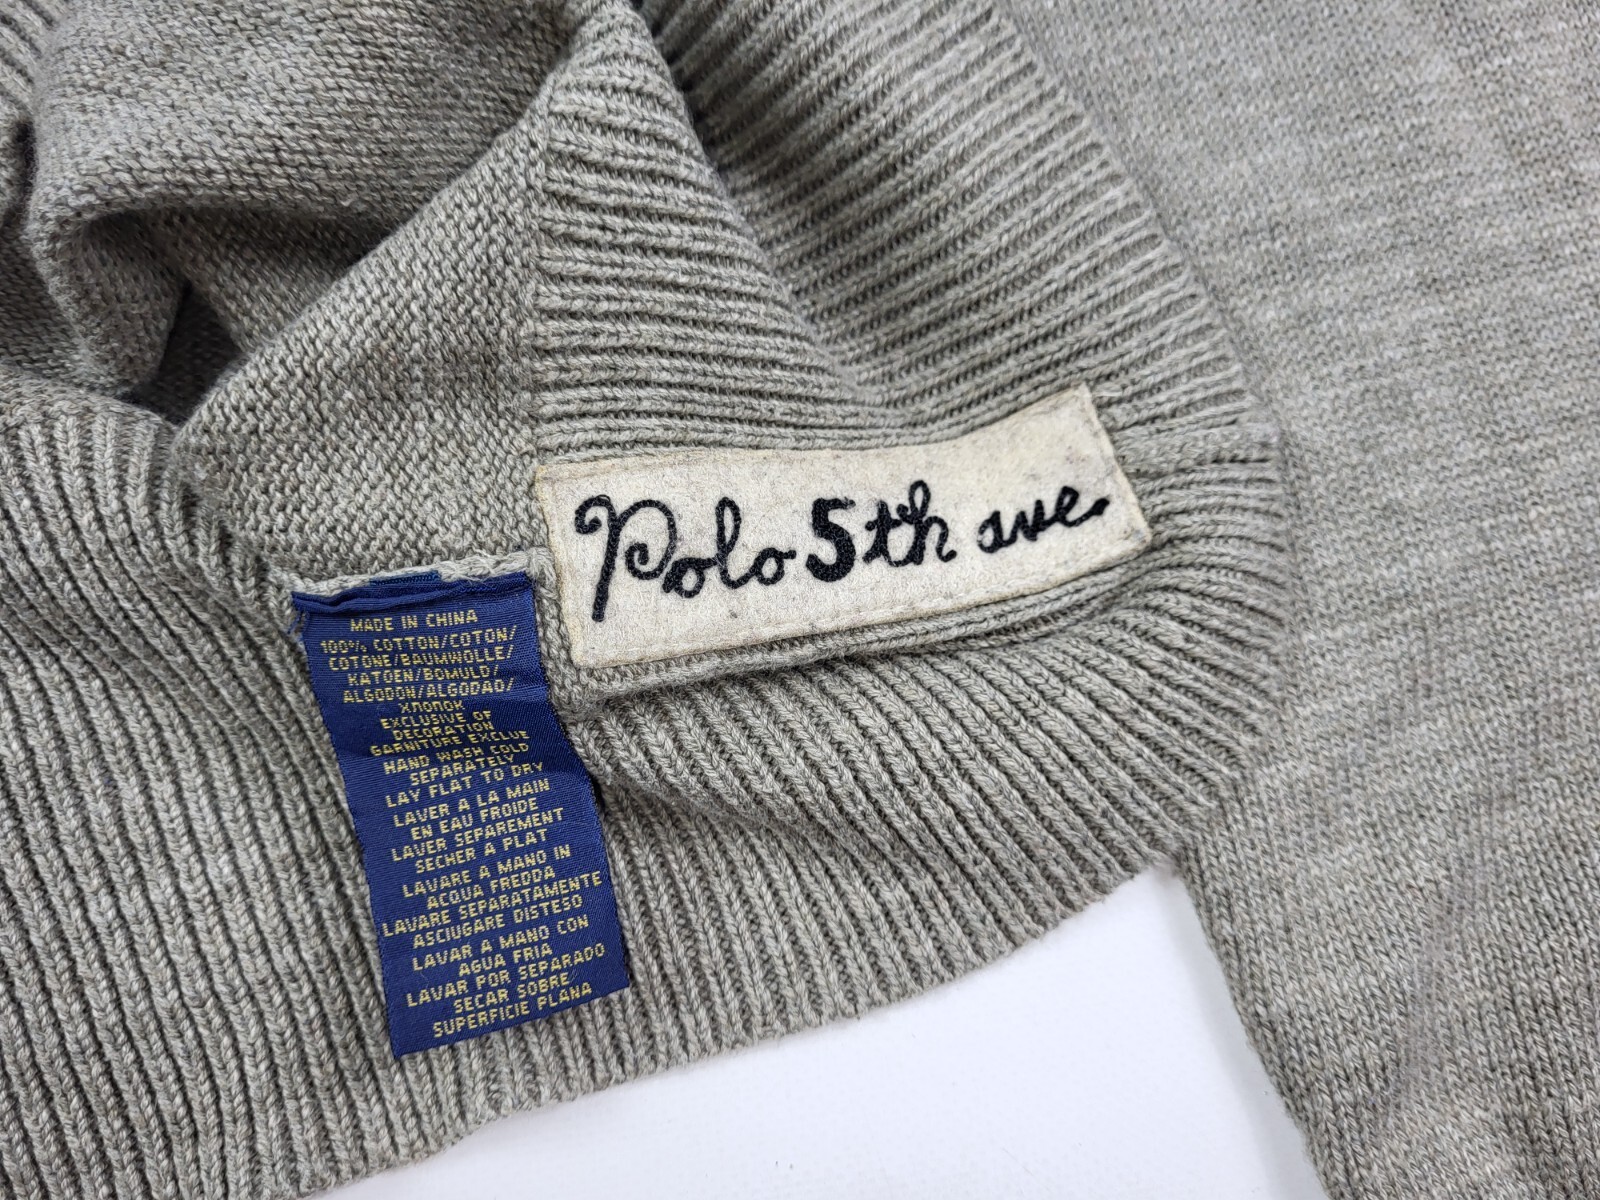 Polo 5th ave.
MADE IN CHINA
100% COTTON/COTON/
COTONE/BAUMWOLLE/
KATOEN/BOMULD/
ALGODON/ALGODAO/
ХЛОПОК
EXCLUSIVE OF
DECORATION
GARNITURE EXCLUE
HAND WASH COLD
SEPARATELY
LAY FLAT TO DRY
LAVER A LA MAIN
EN EAU FROIDE
LAVER SEPAREMENT
SECHER A PLAT
LAVARE A MANO IN
ACQUA FREDDA
LAVARE SEPARATAMENTE
ASCIUGARE DISTESO
LAVAR A MANO CON
AGUA FRIA
LAVAR POR SEPARADO
SECAR SOBRE
SUPERFICIE PLANA